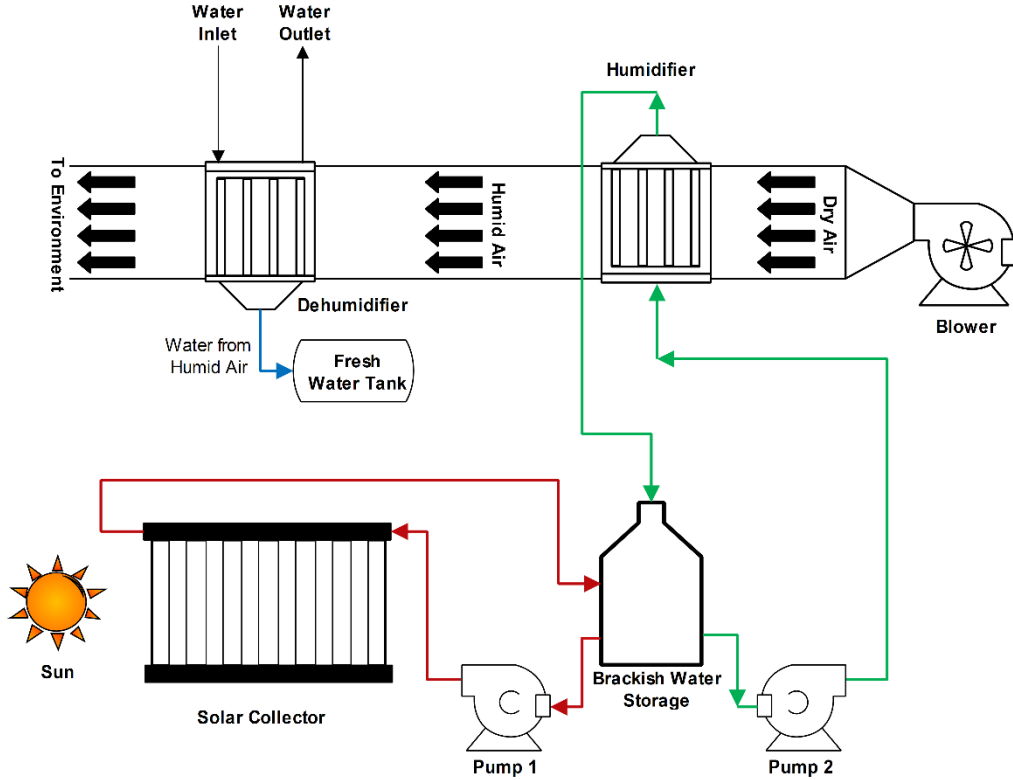 Water
Inlet
Water
Outlet
Humidifier
To Environment
Humid Air
Dry Air
Blower
Dehumidifier
Water from
Humid Air
Fresh
Water Tank
Sun
Solar Collector
Brackish Water
Storage
Pump 1
Pump 2